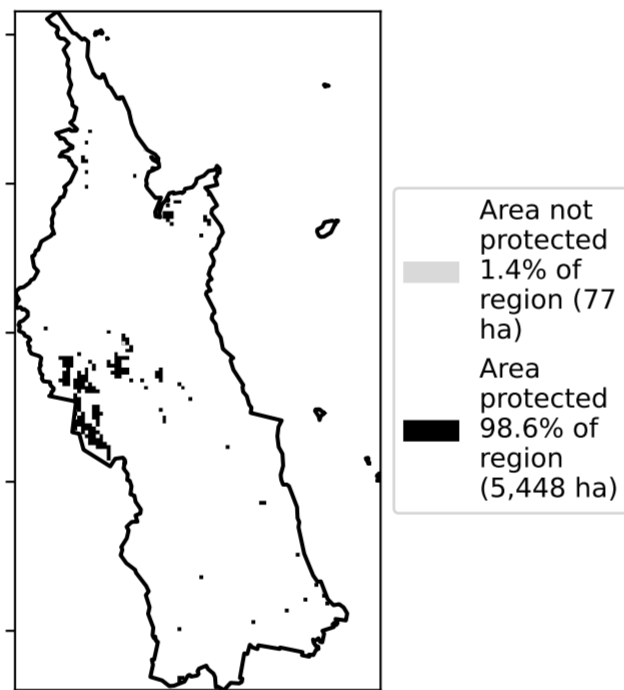 Area not
protected
1.4% of
region (77
ha)
Area
protected
98.6% of
region
(5,448 ha)